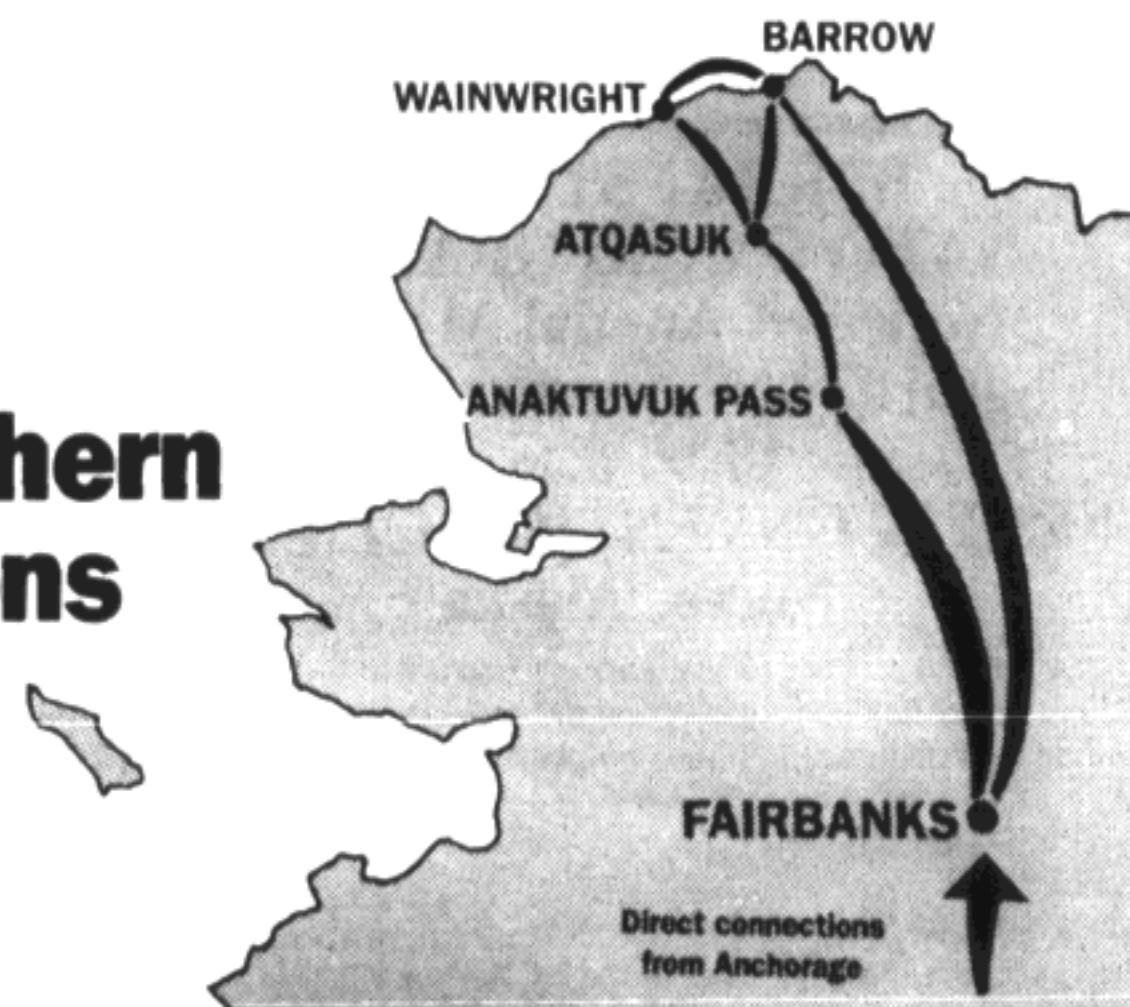 BARROW
WAINWRIGHT
ATQASUK
ANAKTUVUK PASS
hern
ns
FAIRBANKS
Direct connections
from Anchorage